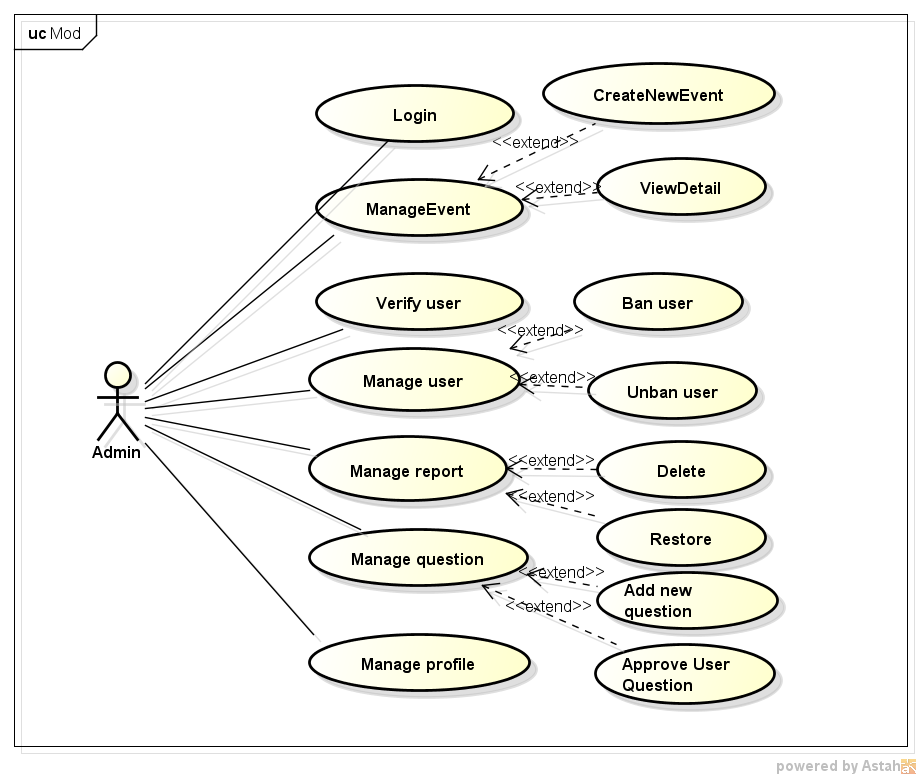 uc Mod
CreateNewEvent
Login
<<extend>>
ViewDetail
<<extend>>
ManageEvent
Verify user
Ban user
<<extend>>
Manage user
<<extend>>
Unban user
Admin
Manage report
<<extend>>
Delete
<<extend>>
Restore
Manage question
<<extend>>
Add new
question
<<extend>>
Manage profile
Approve User
Question
powered by Astah